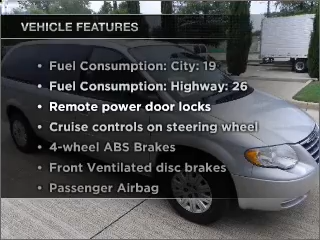 VEHICLE FEATURES
• Fuel Consumption: City: 19
• Fuel Consumption: Highway: 26
• Remote power door locks
• Cruise controls on steering wheel
• 4-wheel ABS Brakes
• Front Ventilated disc brakes
• Passenger Airbag